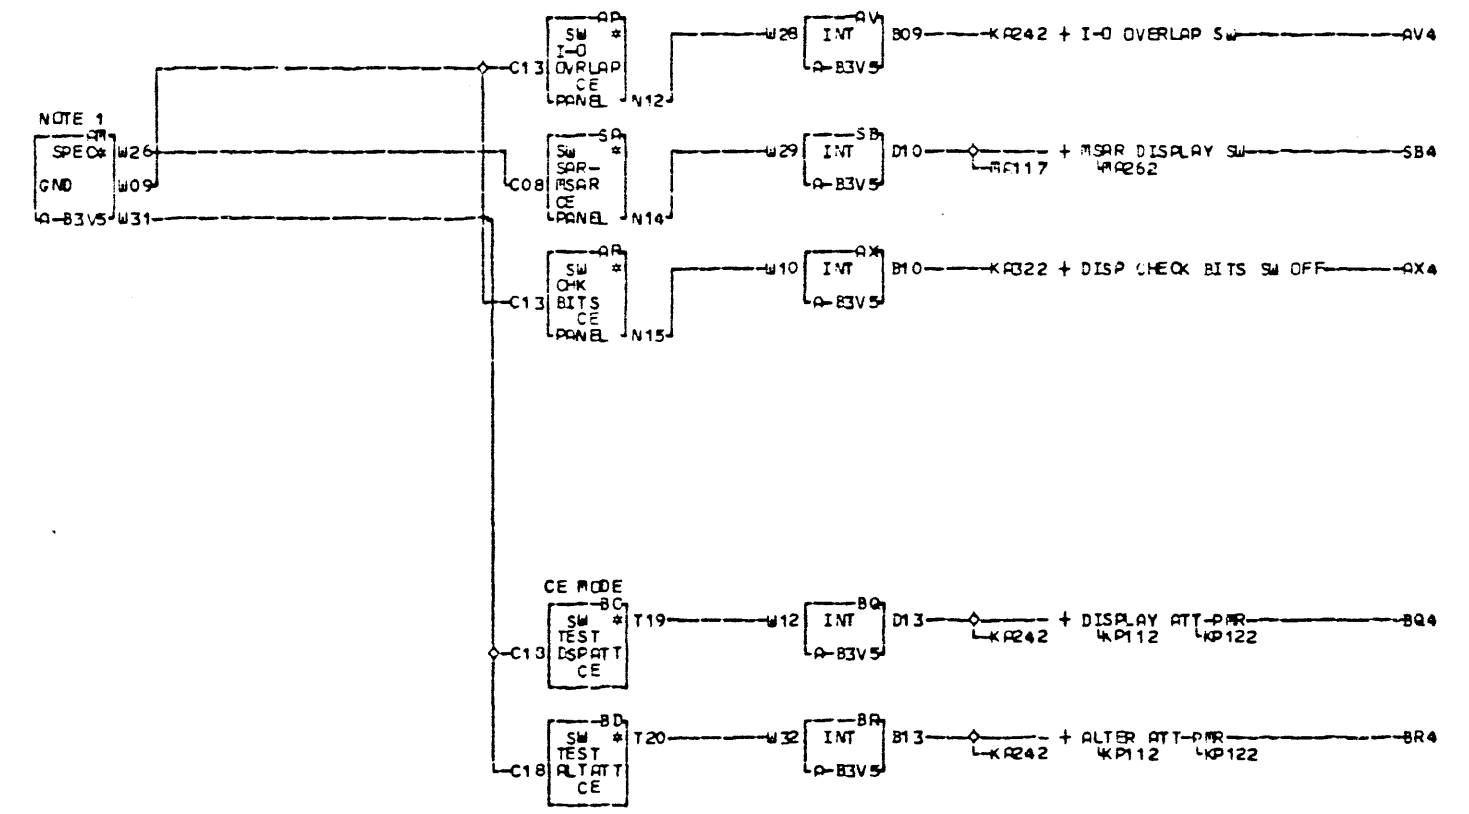 AP
SW *
I-O
C13 OVRLAP
CE
PANEL N12
W28 INT AV
A-B3V5
B09 KA242 + I-O OVERLAP SW AV4
NOTE 1
AM
SPEC* W26
GND W09
A-B3V5 W31
SA
SW *
SAR-
C08 MSAR
CE
PANEL N14
W29 INT SB
A-B3V5
D10 + MSAR DISPLAY SW SB4
MA117 MA262
AR
SW *
CHK
C13 BITS
CE
PANEL N15
W10 INT AX
A-B3V5
B10 KA322 + DISP CHECK BITS SW OFF AX4
CE MODE
BC
SW * T19
TEST
C13 DSPATT
CE
W12 INT BQ
A-B3V5
D13 + DISPLAY ATT-PMR BQ4
KA242 KP112 KP122
BD
SW * T20
TEST
C18 ALTATT
CE
W32 INT BR
A-B3V5
B13 + ALTER ATT-PMR BR4
KA242 KP112 KP122